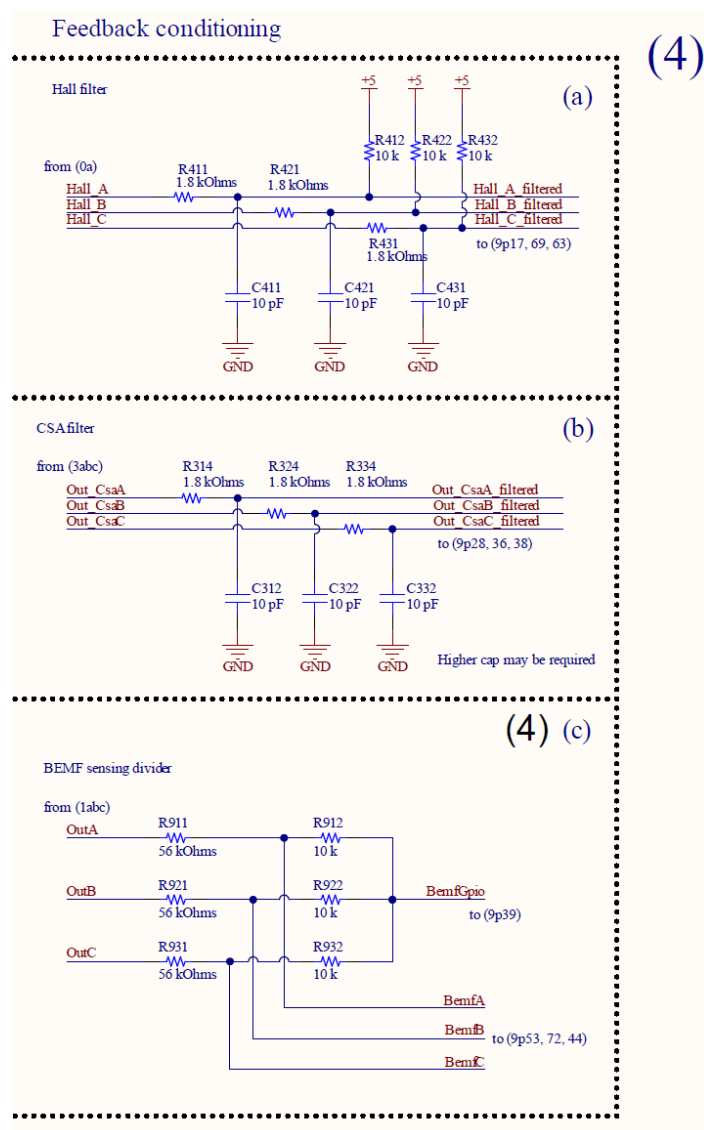 Feedback conditioning
(4)
Hall filter
(a)
+5 +5 +5
R412 R422 R432
10 k 10 k 10 k
from (0a)
R411 R421
1.8 kOhms 1.8 kOhms
Hall_A Hall_A_filtered
Hall_B Hall_B_filtered
Hall_C Hall_C_filtered
R431
1.8 kOhms
to (9p17, 69, 63)
C411 C421 C431
10 pF 10 pF 10 pF
GND GND GND
CSA filter
(b)
from (3abc)
R314 R324 R334
1.8 kOhms 1.8 kOhms 1.8 kOhms
Out_CsaA Out_CsaA_filtered
Out_CsaB Out_CsaB_filtered
Out_CsaC Out_CsaC_filtered
to (9p28, 36, 38)
C312 C322 C332
10 pF 10 pF 10 pF
GND GND GND
Higher cap may be required
(4) (c)
BEMF sensing divider
from (1abc)
R911 R912
OutA
56 kOhms 10 k
R921 R922
OutB BemfGpio
56 kOhms 10 k
to (9p39)
R931 R932
OutC
56 kOhms 10 k
BemfA
BemfB
to (9p53, 72, 44)
BemfC